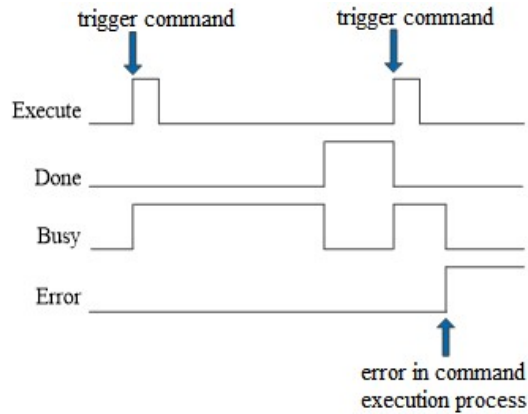 trigger command
trigger command
Execute
Done
Busy
Error
error in command
execution process